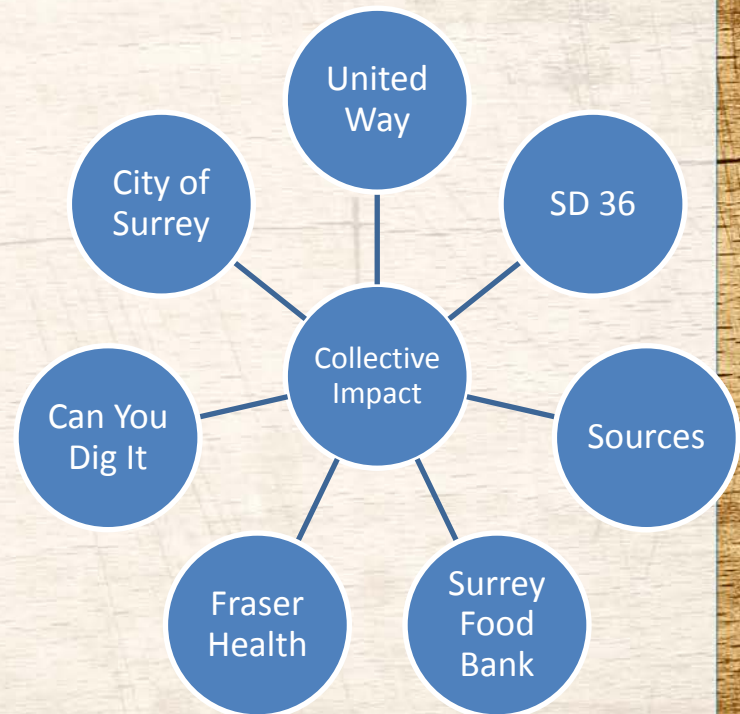 United
Way
SD 36
Sources
Surrey
Food
Bank
Fraser
Health
Can You
Dig It
City of
Surrey
Collective
Impact